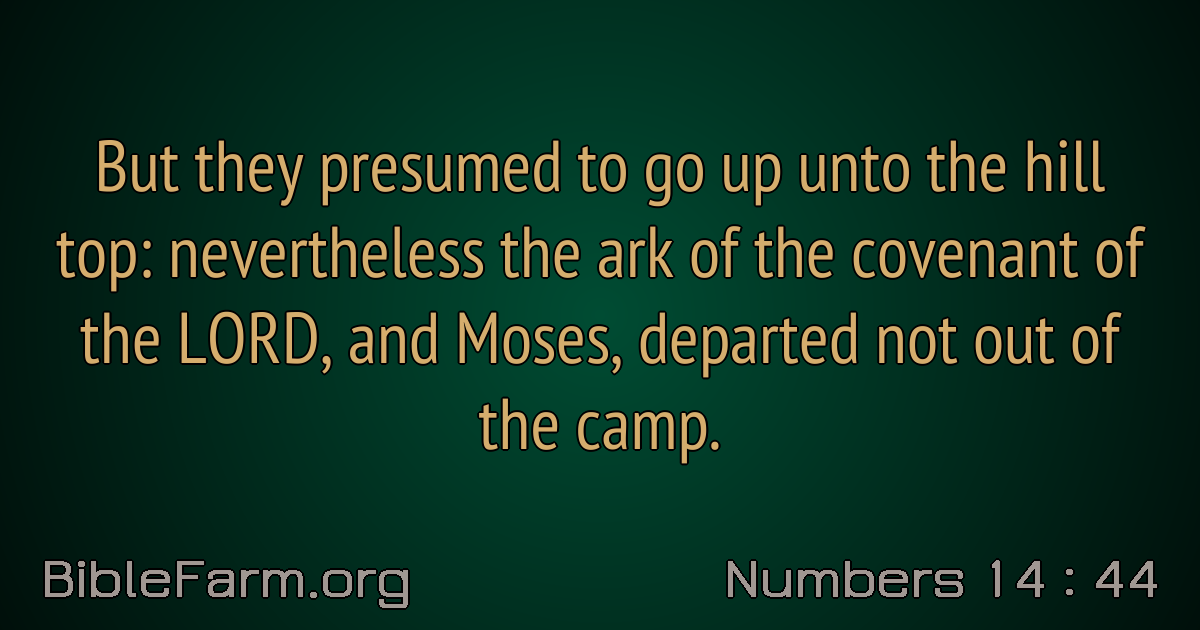 But they presumed to go up unto the hill
top: nevertheless the ark of the covenant of
the LORD, and Moses, departed not out of
the camp.
BibleFarm.org
Numbers 14 : 44